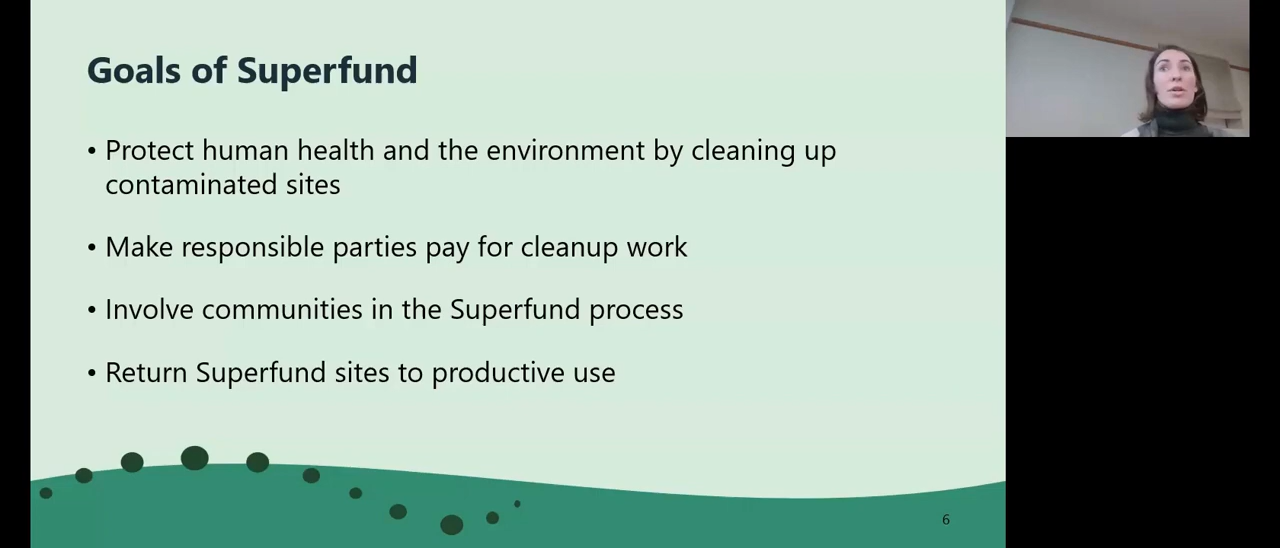 Goals of Superfund
• Protect human health and the environment by cleaning up
contaminated sites
• Make responsible parties pay for cleanup work
• Involve communities in the Superfund process
• Return Superfund sites to productive use
6